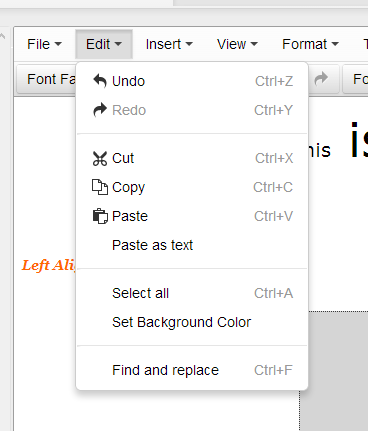 File Edit Insert View Format
Font Fa
Undo Ctrl+Z
Redo Ctrl+Y
Cut Ctrl+X
Copy Ctrl+C
Paste Ctrl+V
Paste as text
Select all Ctrl+A
Set Background Color
Find and replace Ctrl+F
his is
Left Ali